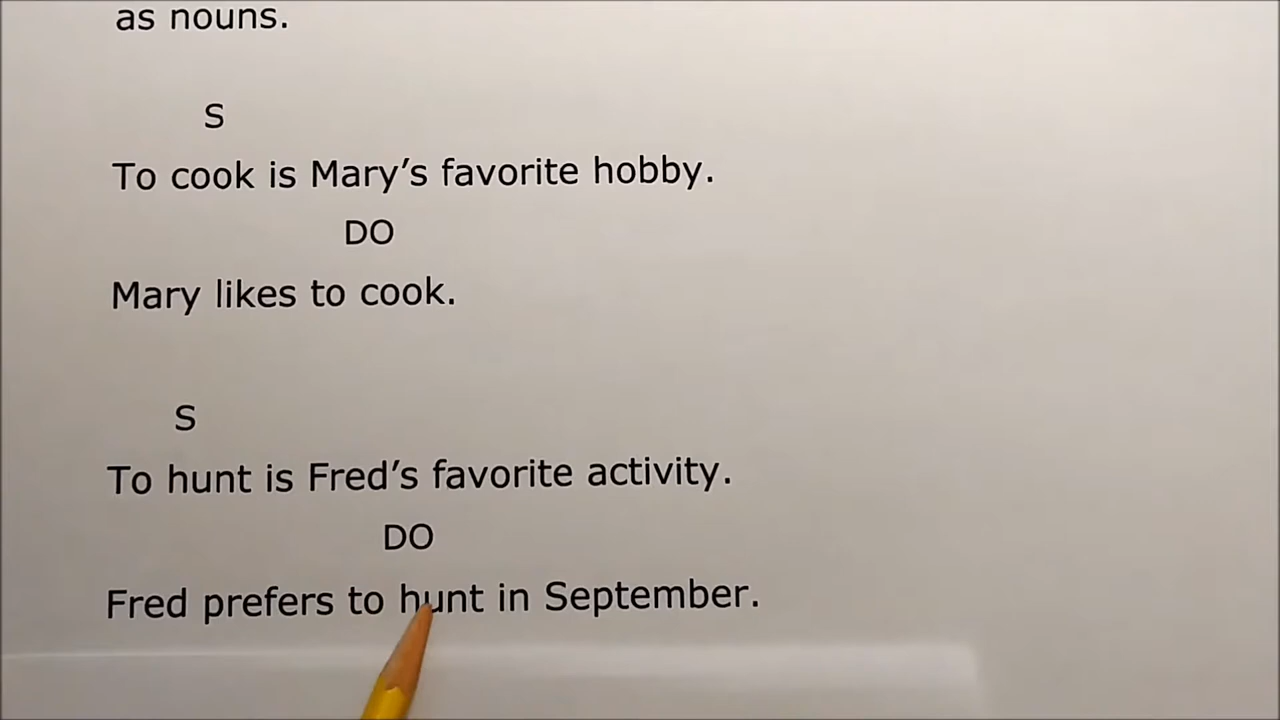 as nouns.
S
To cook is Mary’s favorite hobby.
DO
Mary likes to cook.
S
To hunt is Fred’s favorite activity.
DO
Fred prefers to hunt in September.